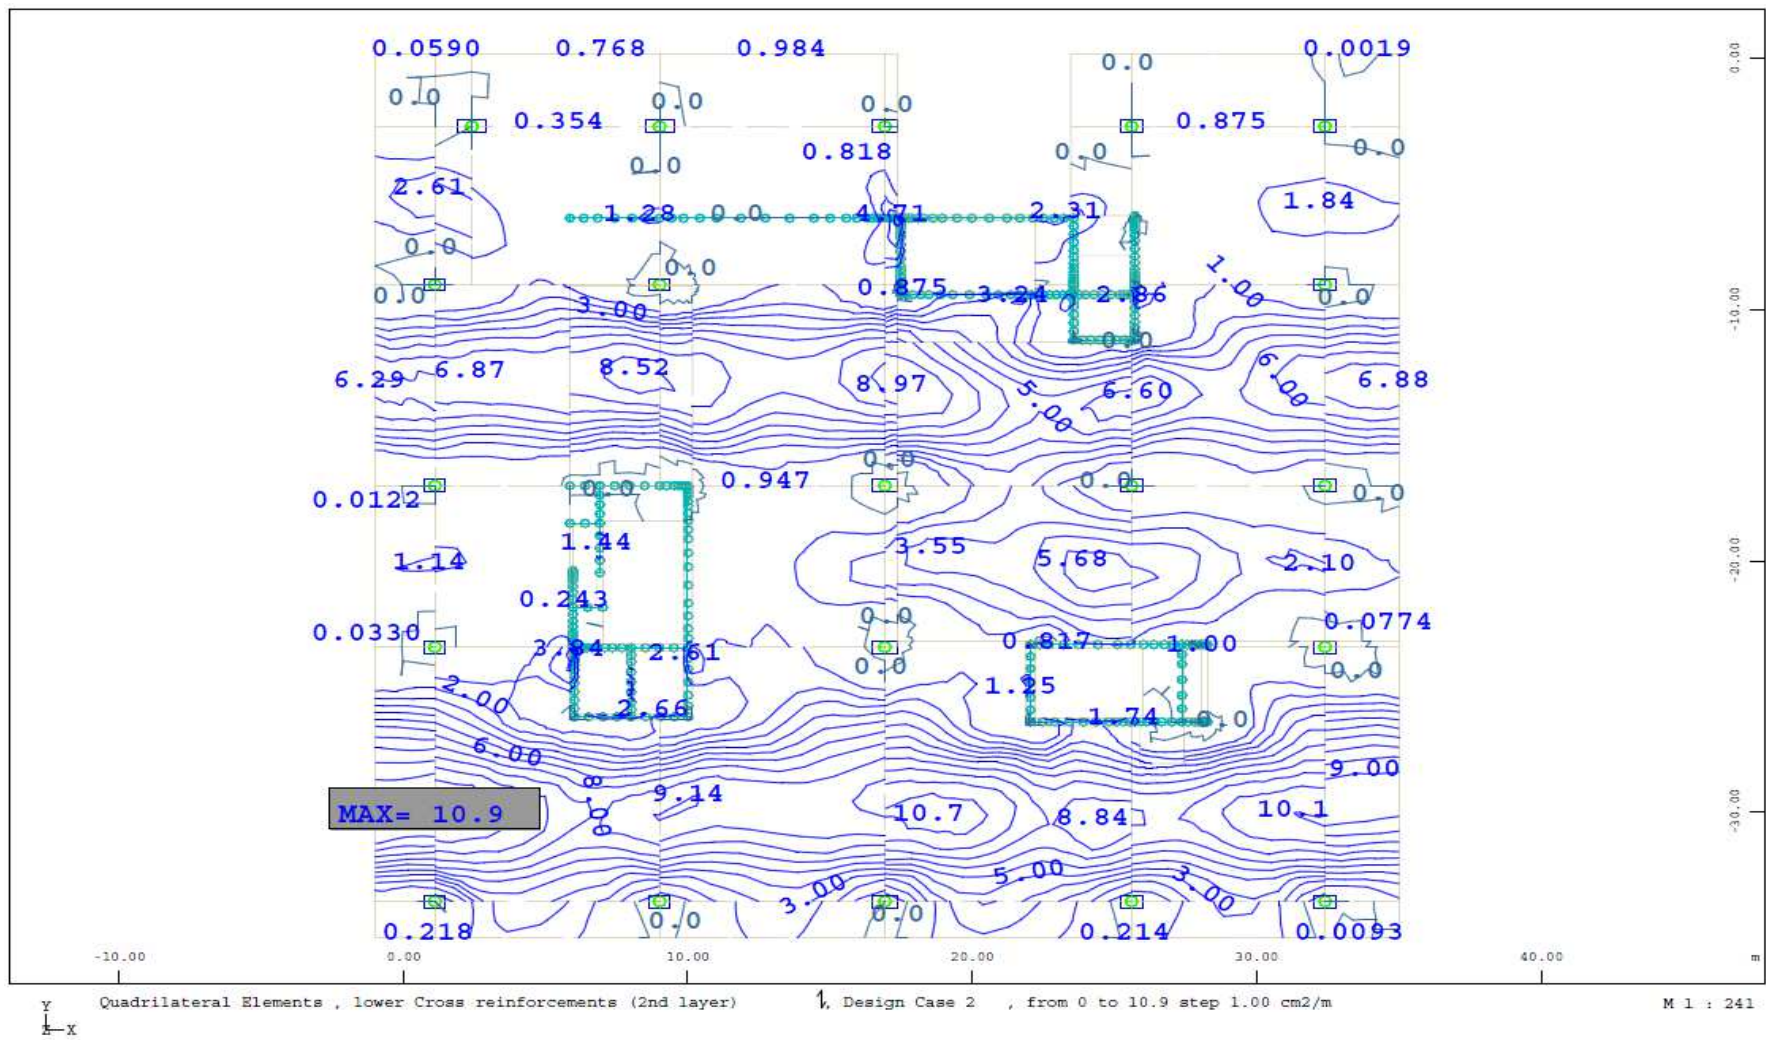 0.0590 0.768 0.984 0.0019
0.0
0.0 0.0 0.0
0.354 0.875
0.818 0.0 0.0
0.0
2.61 1.84
1.28 0.0 4.71 2.31
0.0
0.0 1.00
0.0 0.875 3.24 2.86 0.0
3.00
0.0
6.29 6.87 8.52 8.97 5.00 6.60 6.00 6.88
0.0
0.947 0.0
0.0122 0.0 0.0
1.44 3.55
1.14 5.68 2.10
0.243
0.0 0.0774
0.0330
3.84 2.61 0.817 1.00
0.0 0.0
2.00 1.25
2.66 1.74 0.0
6.00
9.00
8.00 9.14
MAX= 10.9 10.7 8.84 10.1
5.00
3.00 3.00
0.0 0.0
0.218 0.214 0.0093
0.00
-10.00
-20.00
-30.00
-10.00 0.00 10.00 20.00 30.00 40.00 m
Quadrilateral Elements , lower Cross reinforcements (2nd layer) , Design Case 2 , from 0 to 10.9 step 1.00 cm2/m M 1 : 241
Y
Z X